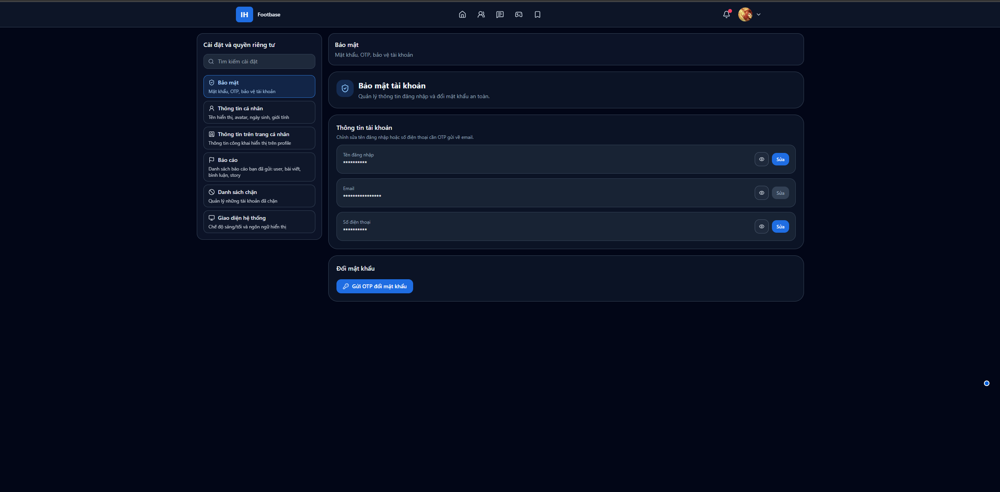 IH
Footbase
Cài đặt và quyền riêng tư
Tìm kiếm cài đặt
Bảo mật
Mật khẩu, OTP, bảo vệ tài khoản
Thông tin cá nhân
Tên hiển thị, avatar, ngày sinh, giới tính
Thông tin trên trang cá nhân
Thông tin công khai hiển thị trên profile
Báo cáo
Danh sách báo cáo bạn đã gửi: user, bài viết,
bình luận, story
Danh sách chặn
Quản lý những tài khoản đã chặn
Giao diện hệ thống
Chế độ sáng/tối và ngôn ngữ hiển thị
Bảo mật
Mật khẩu, OTP, bảo vệ tài khoản
Bảo mật tài khoản
Quản lý thông tin đăng nhập và đổi mật khẩu an toàn.
Thông tin tài khoản
Chỉnh sửa tên đăng nhập hoặc số điện thoại cần OTP gửi về email.
Tên đăng nhập
**********
Sửa
Email
****************
Sửa
Số điện thoại
**********
Sửa
Đổi mật khẩu
Gửi OTP đổi mật khẩu